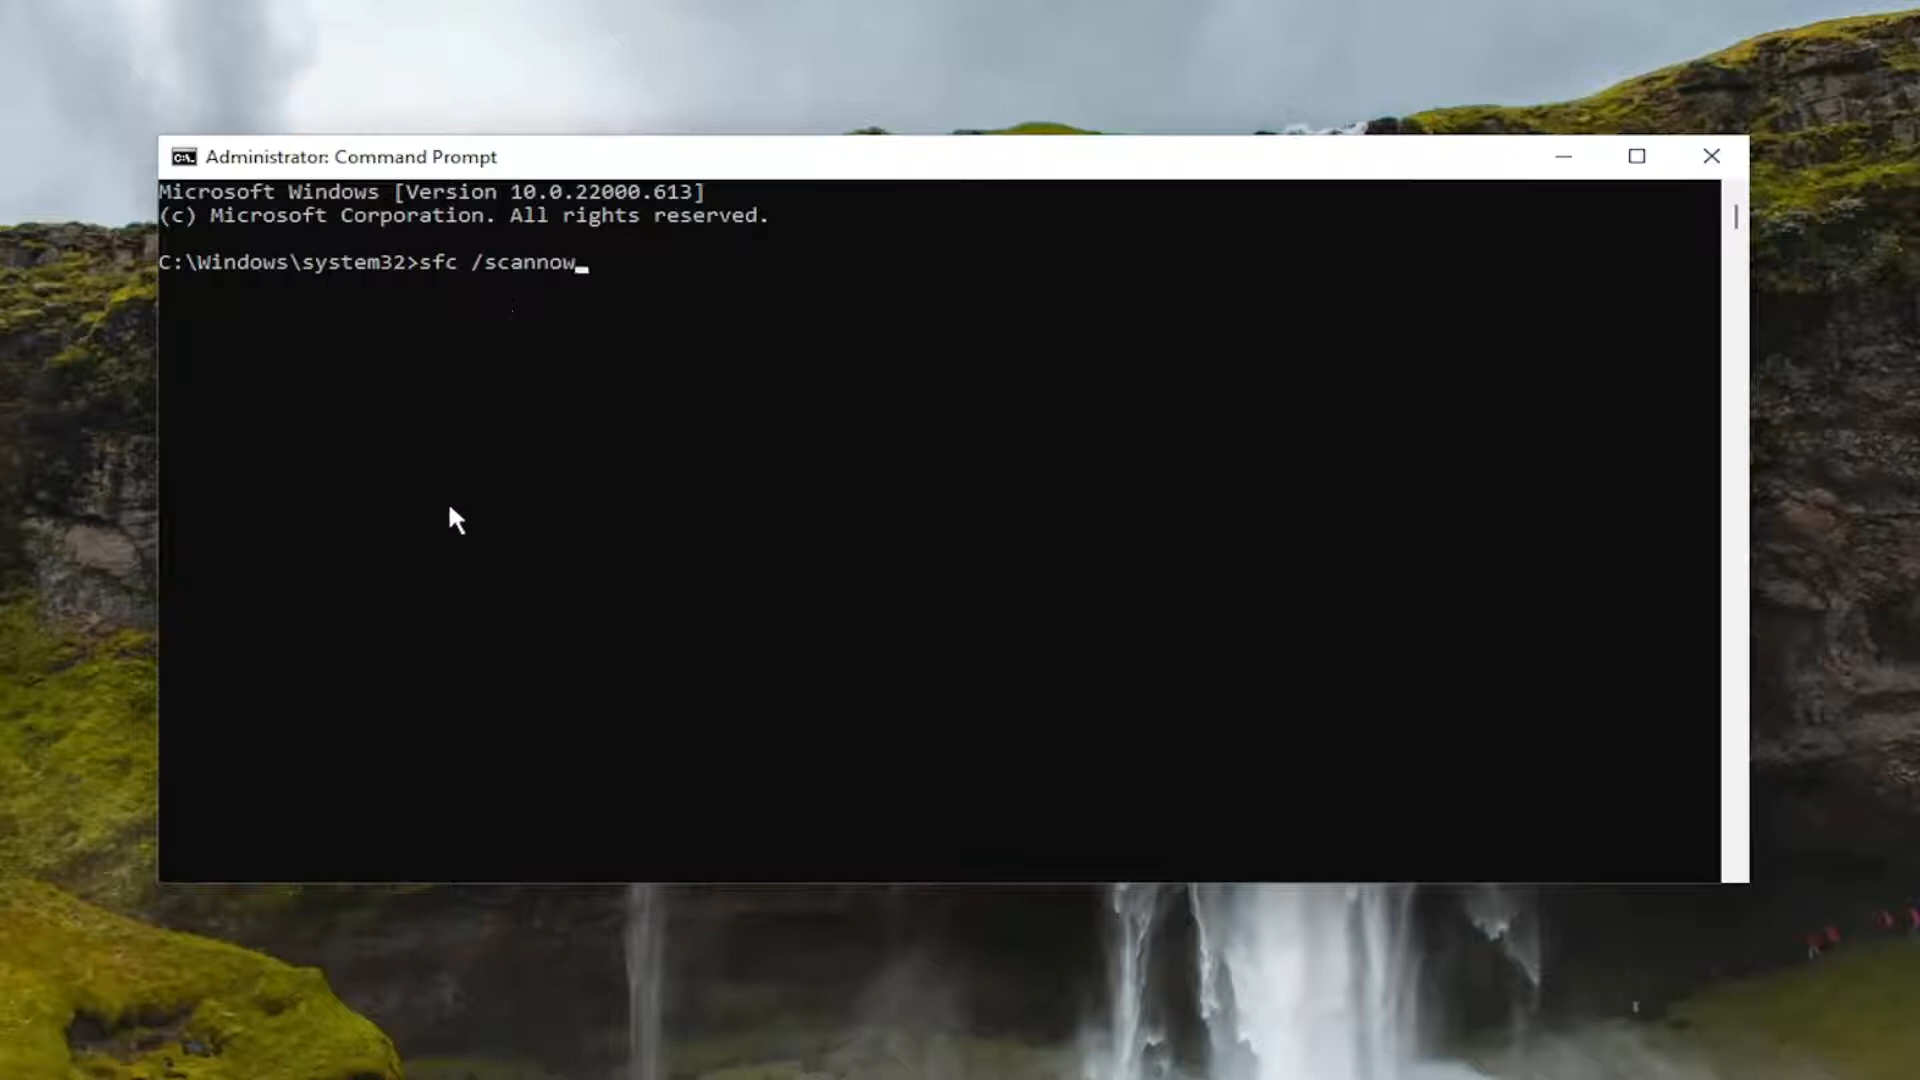 Administrator: Command Prompt
Microsoft Windows [Version 10.0.22000.613]
(c) Microsoft Corporation. All rights reserved.
C:\Windows\system32>sfc /scannow